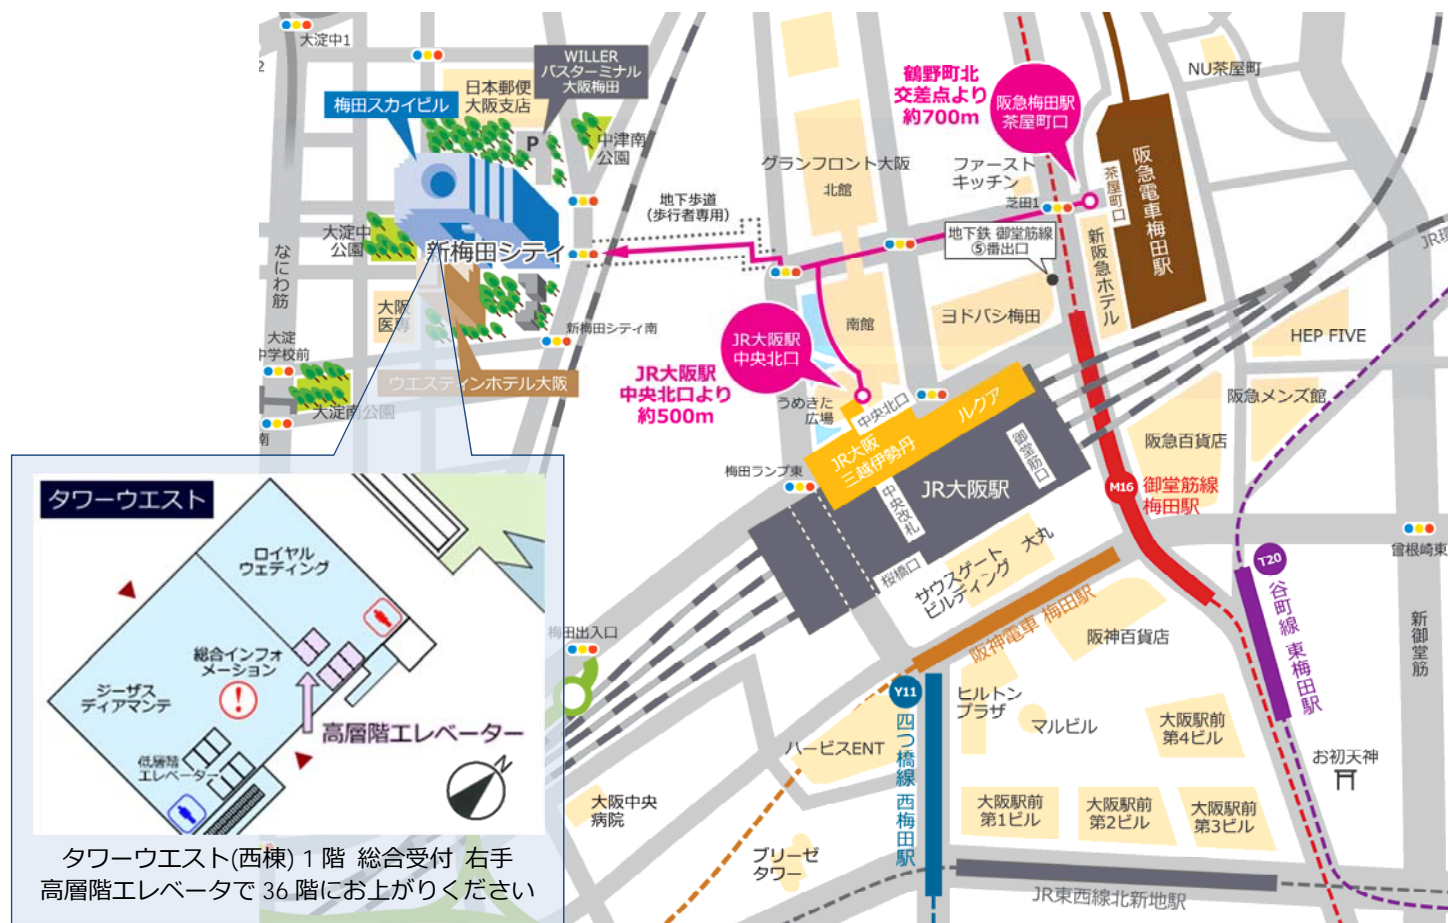 大淀中1
2
WILLER
バスターミナル
大阪梅田
日本郵便
大阪支店
梅田スカイビル
P
中津南
公園
鶴野町北
交差点より
約700m
阪急梅田駅
茶屋町口
NU茶屋町
グランフロント大阪
北館
ファースト
キッチン
茶屋町口
阪急電車梅田駅
地下歩道
(歩行者専用)
芝田1
地下鉄 御堂筋線
⑤番出口
新阪急ホテル
JR環
大淀中
公園
新梅田シティ
なにわ筋
大阪
医専
新梅田シティ南
大淀
中学校前
ウエスティンホテル大阪
大淀南公園
南
南館
ヨドバシ梅田
HEP FIVE
JR大阪駅
中央北口
JR大阪駅
中央北口より
約500m
うめきた
広場
中央北口
ルクア
JR大阪
三越伊勢丹
御堂筋口
阪急メンズ館
阪急百貨店
梅田ランプ東
JR大阪駅
中央改札
M16
御堂筋線
梅田駅
桜橋口
サウスゲート
ビルディング
大丸
曾根崎東
T20
谷町線 東梅田駅
新御堂筋
阪神電車 梅田駅
阪神百貨店
梅田出入口
Y11
四つ橋線 西梅田駅
ヒルトン
プラザ
マルビル
大阪駅前
第4ビル
ハービスENT
お初天神
大阪中央
病院
大阪駅前
第1ビル
大阪駅前
第2ビル
大阪駅前
第3ビル
ブリーゼ
タワー
JR東西線北新地駅
タワーウエスト
ロイヤル
ウェディング
総合インフォ
メーション
ジーザス
ディアマンテ
高層階エレベーター
低層階
エレベーター
N
タワーウエスト(西棟) 1 階 総合受付 右手
高層階エレベータで 36 階にお上がりください